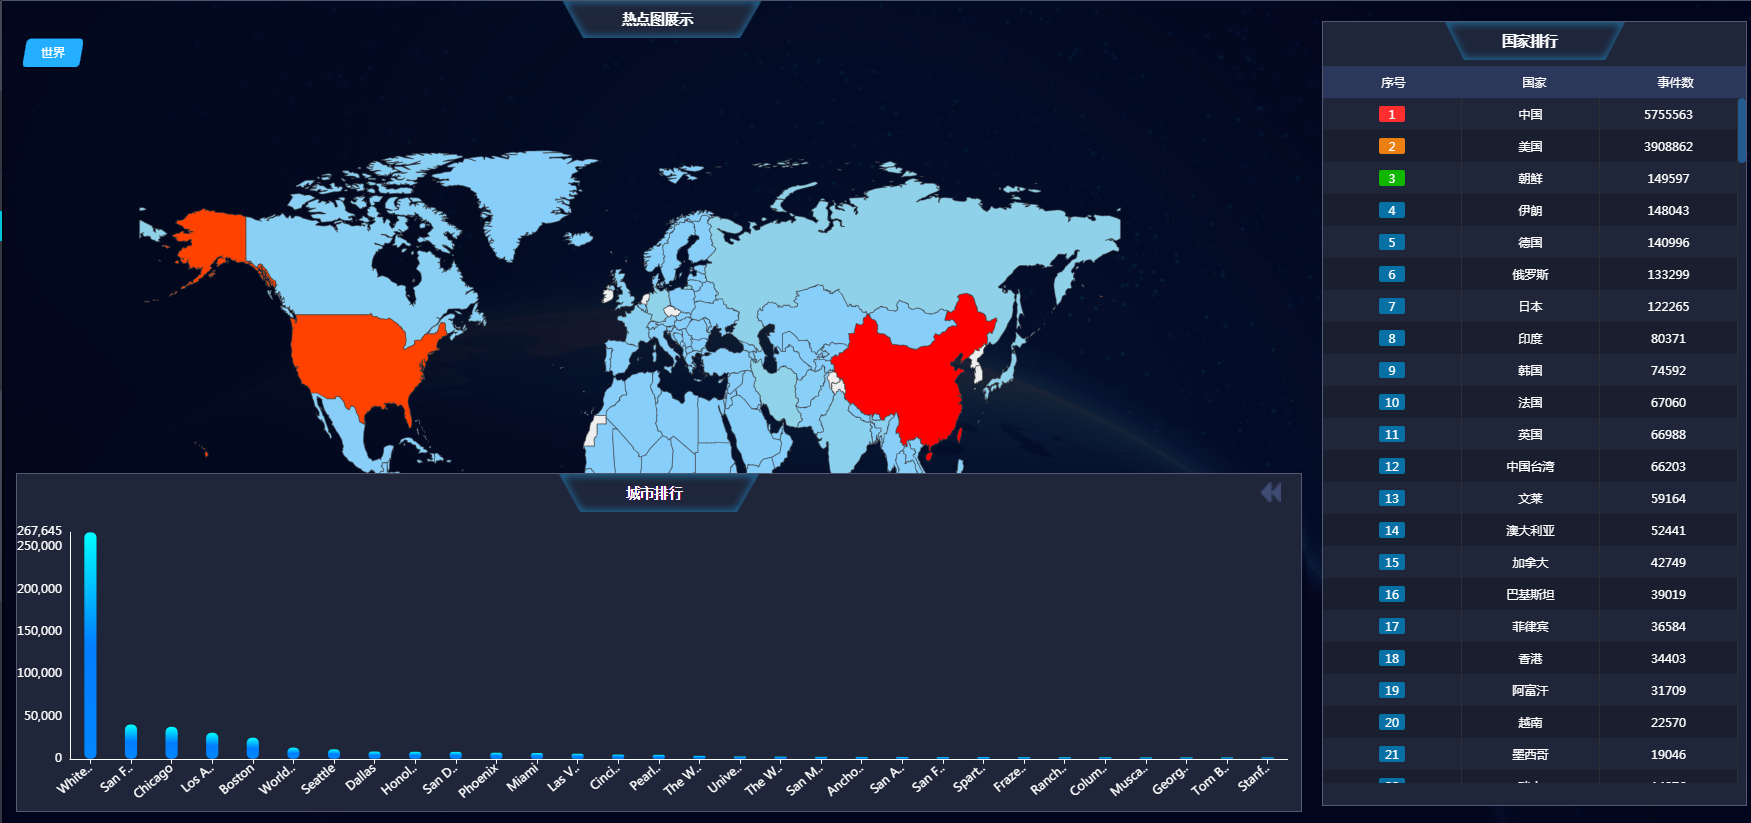 热点图展示
世界
国家排行
序号 国家 事件数
1 中国 5755563
2 美国 3908862
3 朝鲜 149597
4 伊朗 148043
5 德国 140996
6 俄罗斯 133299
7 日本 122265
8 印度 80371
9 韩国 74592
10 法国 67060
11 英国 66988
12 中国台湾 66203
13 文莱 59164
14 澳大利亚 52441
15 加拿大 42749
16 巴基斯坦 39019
17 菲律宾 36584
18 香港 34403
19 阿富汗 31709
20 越南 22570
21 墨西哥 19046
城市排行
267,645
250,000
200,000
150,000
100,000
50,000
0
White.. San F.. Chicago Los A.. Boston World.. Seattle Dallas Honol.. San D.. Phoenix Miami Las V.. Cinci.. Pearl.. The W.. Unive.. The W.. San M.. Ancho.. San A.. San F.. Spart.. Fraze.. Ranch.. Colum.. Musca.. Georg.. Tom B.. Stanf..